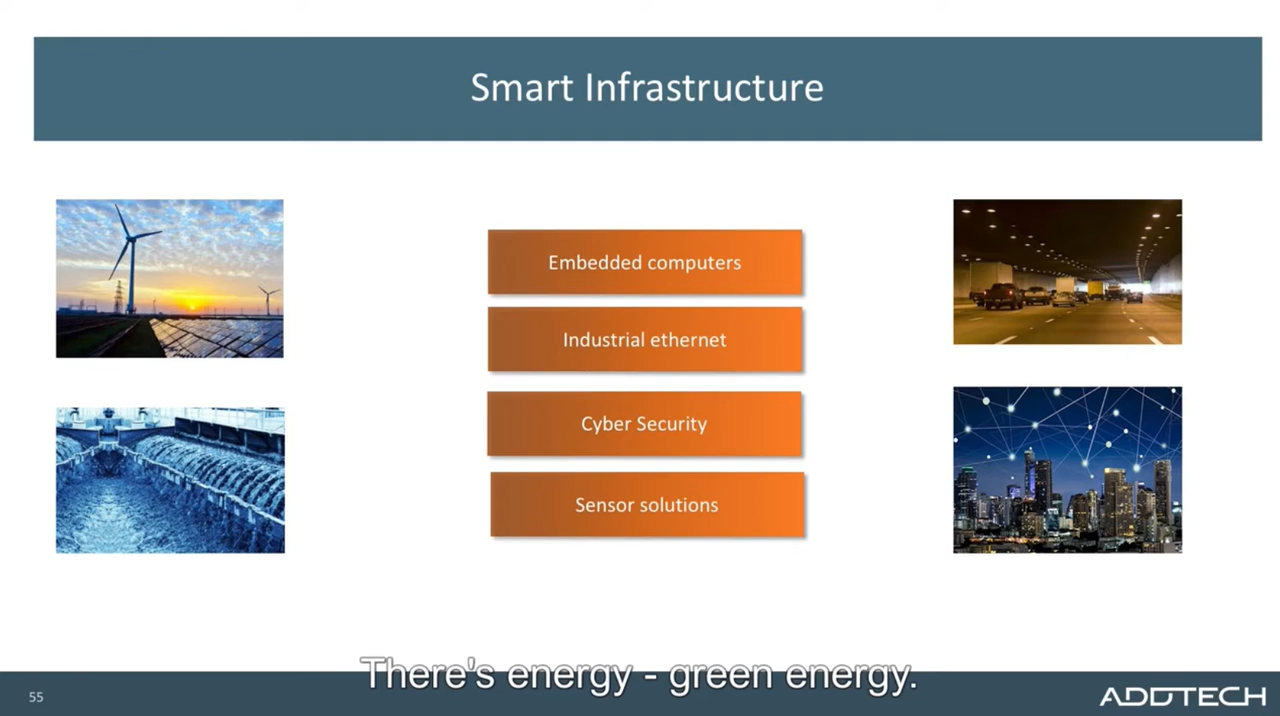 Smart Infrastructure
Embedded computers
Industrial ethernet
Cyber Security
Sensor solutions
There's energy - green energy.
55
ADDTECH